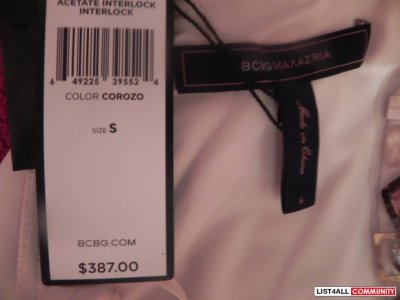 ACETATE INTERLOCK
INTERLOCK
6 49225 39552 4
COLOR COROZO
SIZE S
BCBG.COM
$387.00
BCBGMAXAZRIA
Made in China
S
LIST4ALL COMMUNITY